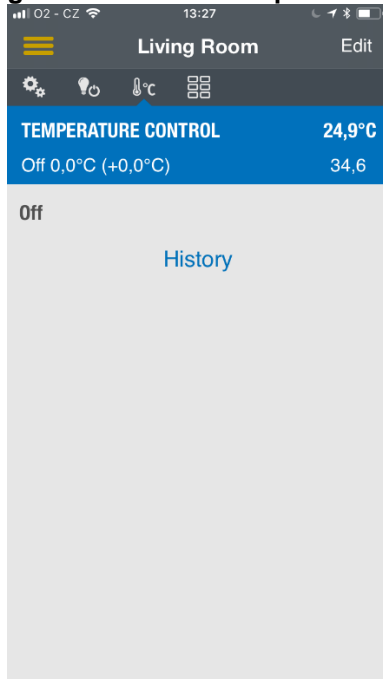 O2 - CZ 13:27
Living Room Edit
°C
TEMPERATURE CONTROL 24,9°C
Off 0,0°C (+0,0°C) 34,6
Off
History